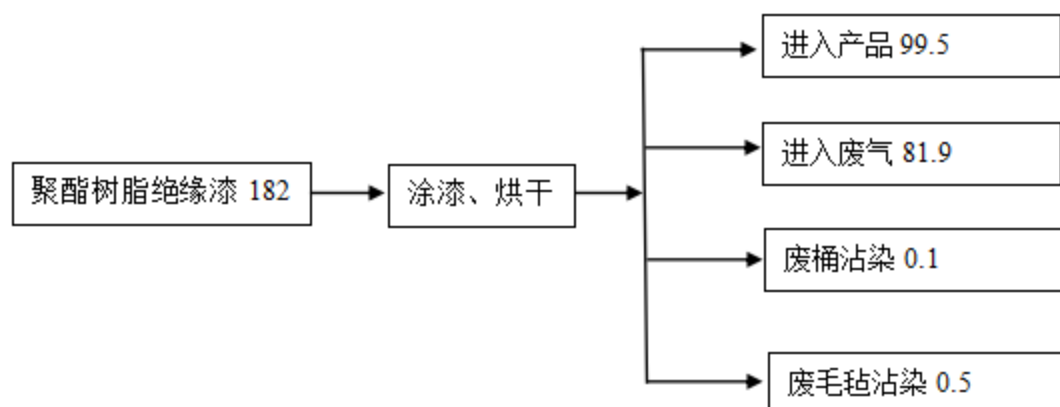 进入产品 99.5
进入废气 81.9
聚酯树脂绝缘漆 182
涂漆、烘干
废桶沾染 0.1
废毛毡沾染 0.5